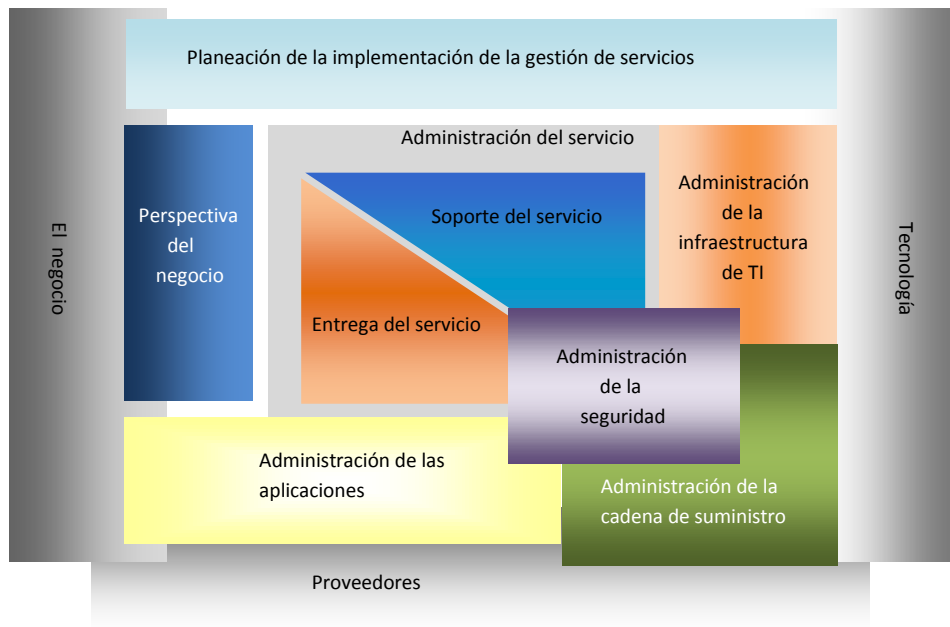 Planeación de la implementación de la gestión de servicios
El negocio
Perspectiva
del
negocio
Administración del servicio
Soporte del servicio
Entrega del servicio
Administración
de la
infraestructura
de TI
Tecnología
Administración
de la
seguridad
Administración de las
aplicaciones
Administración de la
cadena de suministro
Proveedores